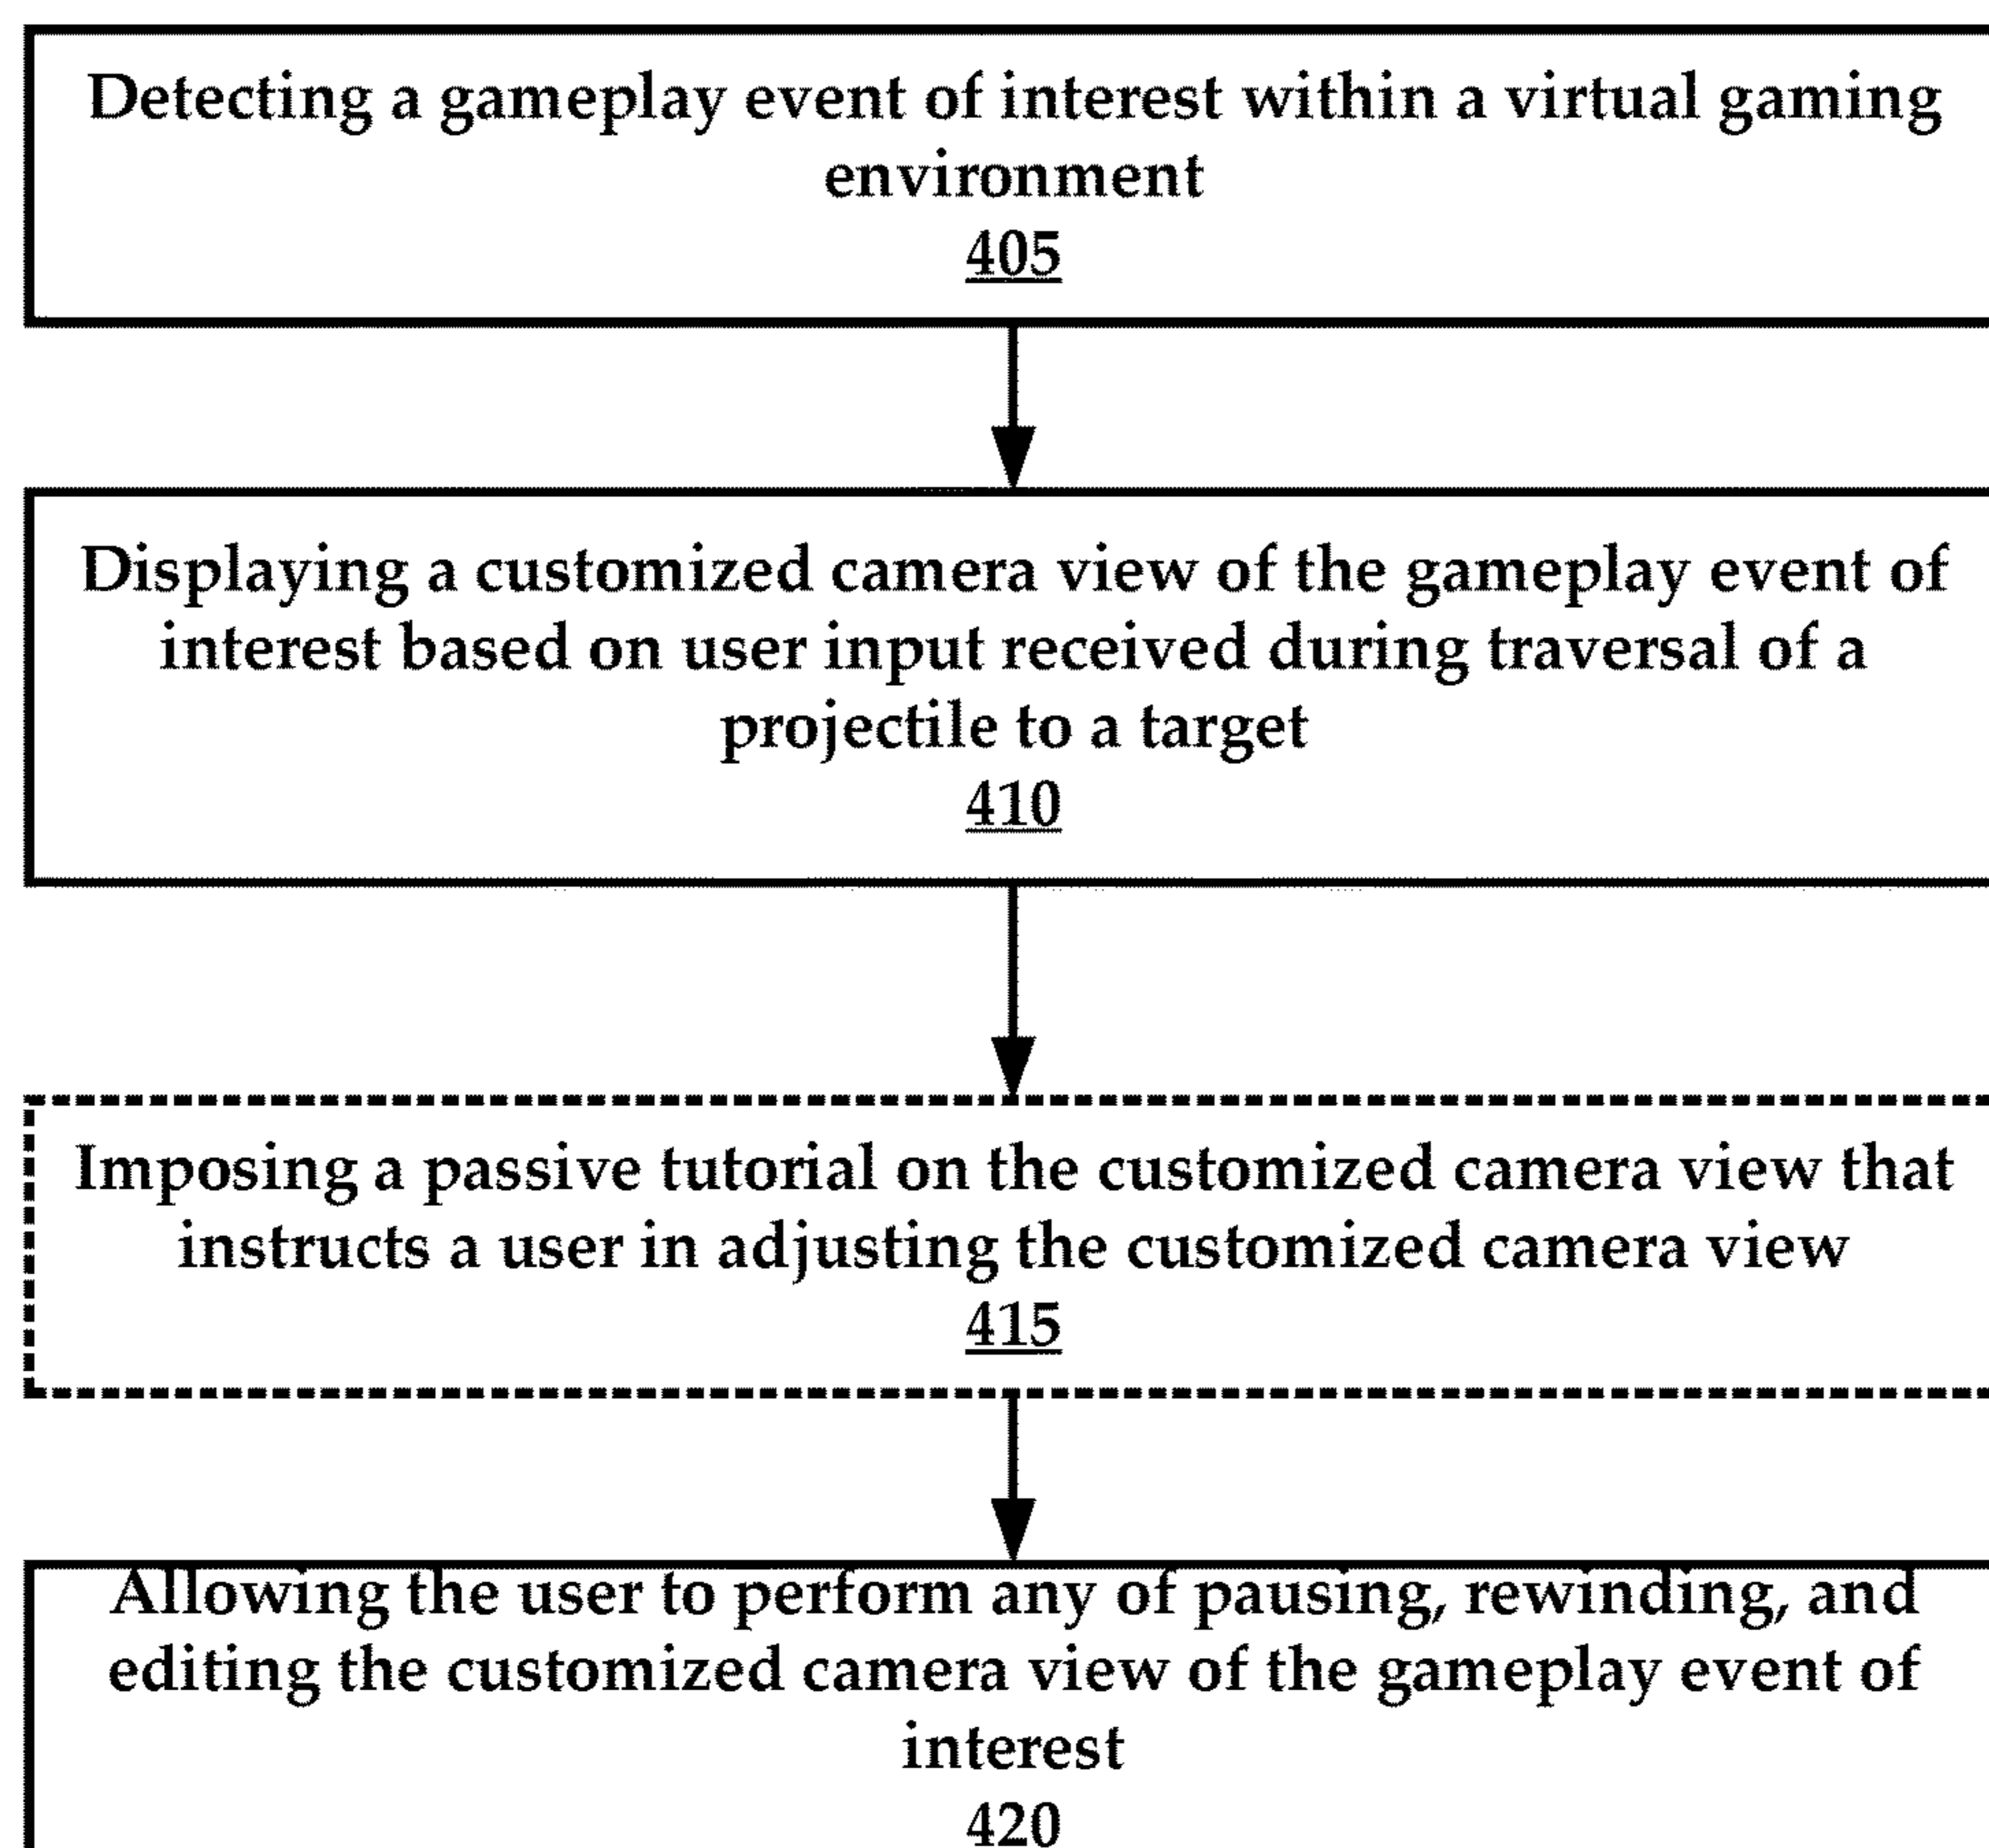 Detecting a gameplay event of interest within a virtual gaming
environment
405
Displaying a customized camera view of the gameplay event of
interest based on user input received during traversal of a
projectile to a target
410
Imposing a passive tutorial on the customized camera view that
instructs a user in adjusting the customized camera view
415
Allowing the user to perform any of pausing, rewinding, and
editing the customized camera view of the gameplay event of
interest
420